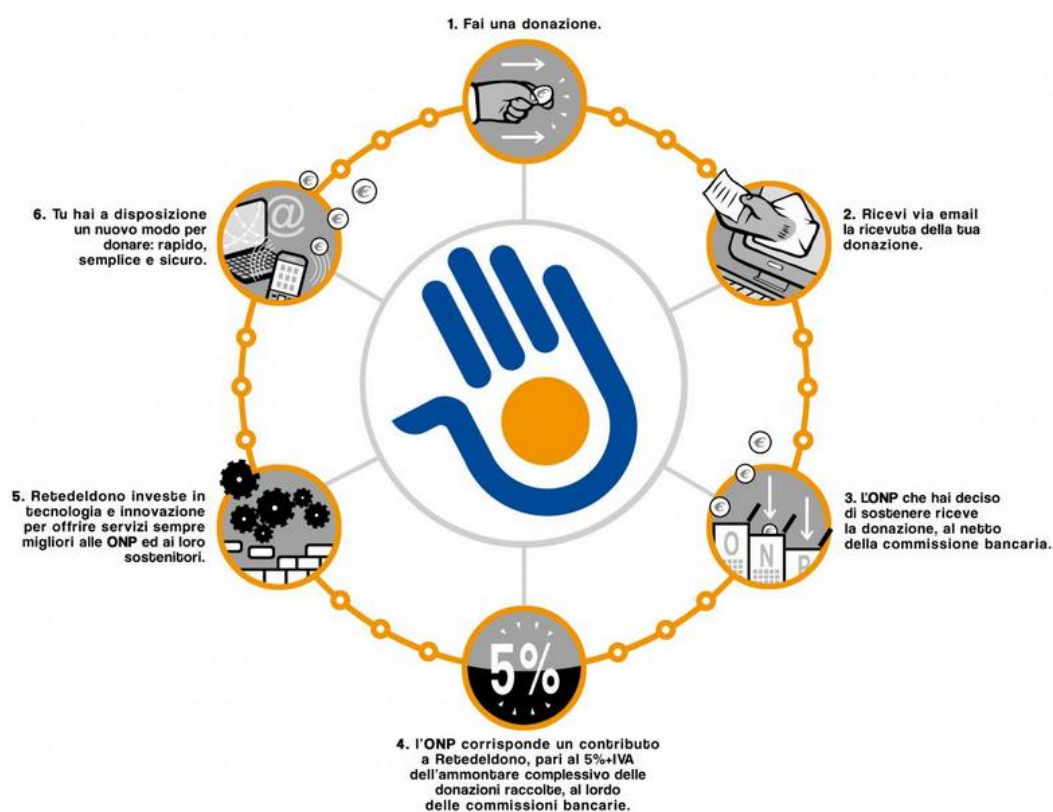 1. Fai una donazione.
2. Ricevi via email
la ricevuta della tua
donazione.
3. L'ONP che hai deciso
di sostenere riceve
la donazione, al netto
della commissione bancaria.
O N P
5%
4. l'ONP corrisponde un contributo
a Retedeldono, pari al 5%+IVA
dell'ammontare complessivo delle
donazioni raccolte, al lordo
delle commissioni bancarie.
5. Retedeldono investe in
tecnologia e innovazione
per offrire servizi sempre
migliori alle ONP ed ai loro
sostenitori.
6. Tu hai a disposizione
un nuovo modo per
donare: rapido,
semplice e sicuro.
@